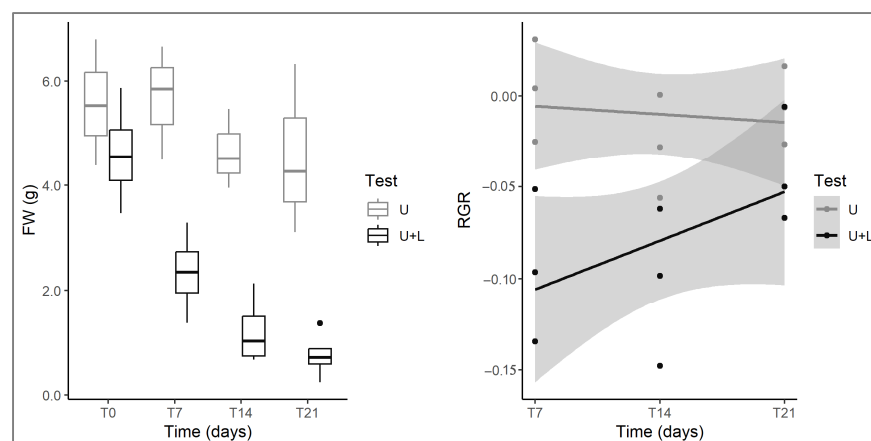 6.0
4.0
2.0
0.0
FW (g)
T0 T7 T14 T21
Time (days)
Test
U
U+L
0.00
−0.05
−0.10
−0.15
RGR
T7 T14 T21
Time (days)
Test
U
U+L